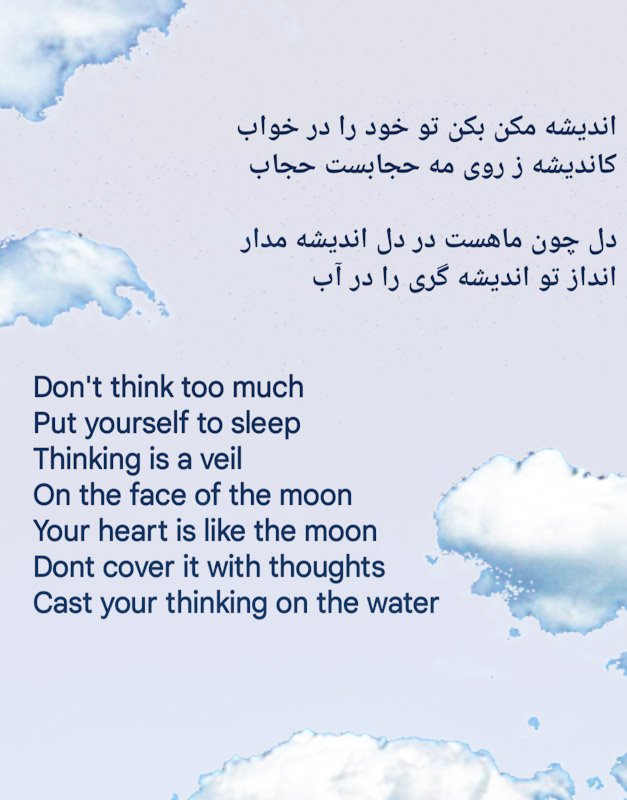 اندیشه مکن بکن تو خود را در خواب
کاندیشه ز روی مه حجابست حجاب
دل چون ماهست در دل اندیشه مدار
انداز تو اندیشه گری را در آب
Don't think too much
Put yourself to sleep
Thinking is a veil
On the face of the moon
Your heart is like the moon
Dont cover it with thoughts
Cast your thinking on the water